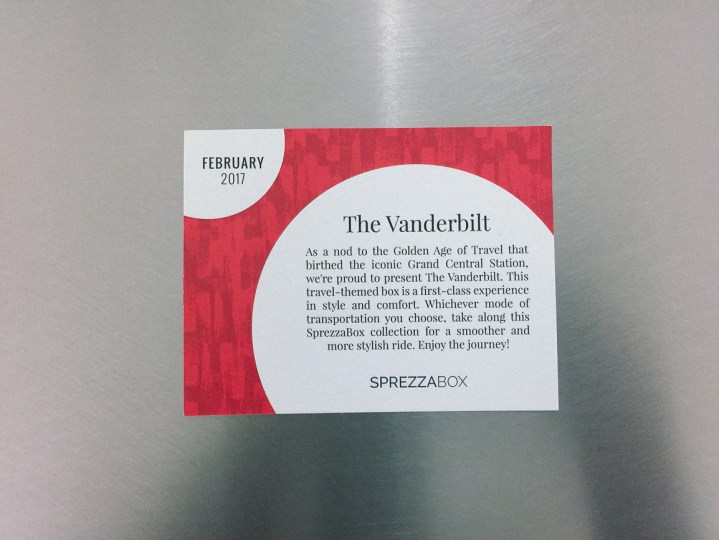 FEBRUARY
2017
The Vanderbilt
As a nod to the Golden Age of Travel that
birthed the iconic Grand Central Station,
we're proud to present The Vanderbilt. This
travel-themed box is a first-class experience
in style and comfort. Whichever mode of
transportation you choose, take along this
SprezzaBox collection for a smoother and
more stylish ride. Enjoy the journey!
SPREZZABOX